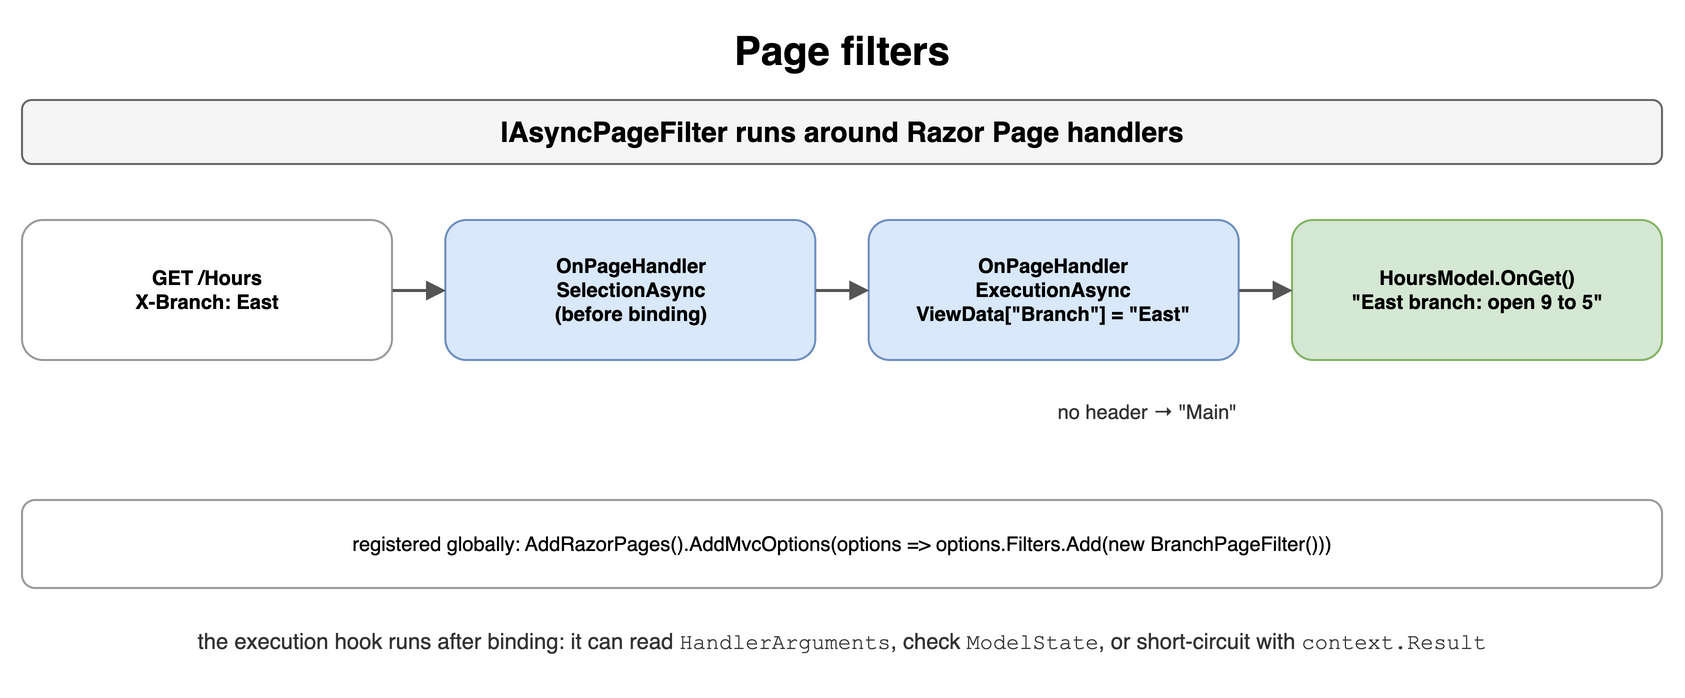 Page filters
IAsyncPageFilter runs around Razor Page handlers
GET /Hours
X-Branch: East
OnPageHandler
SelectionAsync
(before binding)
OnPageHandler
ExecutionAsync
ViewData["Branch"] = "East"
HoursModel.OnGet()
"East branch: open 9 to 5"
no header → "Main"
registered globally: AddRazorPages().AddMvcOptions(options => options.Filters.Add(new BranchPageFilter()))
the execution hook runs after binding: it can read HandlerArguments, check ModelState, or short-circuit with context.Result